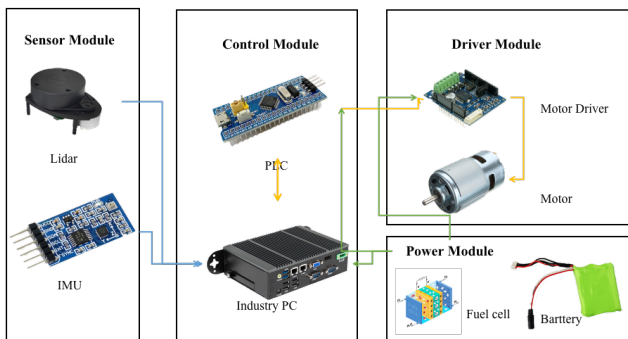 Sensor Module
Control Module
Driver Module
Lidar
PLC
Motor Driver
Motor
IMU
Industry PC
Power Module
Fuel cell
Barttery